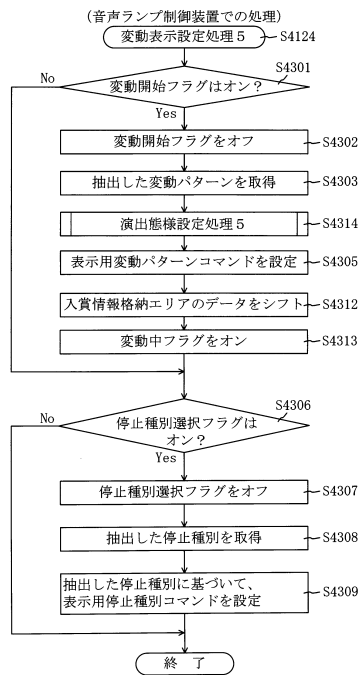 (音声ランプ制御装置での処理)
変動表示設定処理5
S4124
変動開始フラグはオン?
S4301
No
Yes
変動開始フラグをオフ
S4302
抽出した変動パターンを取得
S4303
演出態様設定処理5
S4314
表示用変動パターンコマンドを設定
S4305
入賞情報格納エリアのデータをシフト
S4312
変動中フラグをオン
S4313
停止種別選択フラグは
オン?
S4306
No
Yes
停止種別選択フラグをオフ
S4307
抽出した停止種別を取得
S4308
抽出した停止種別に基づいて、
表示用停止種別コマンドを設定
S4309
終 了